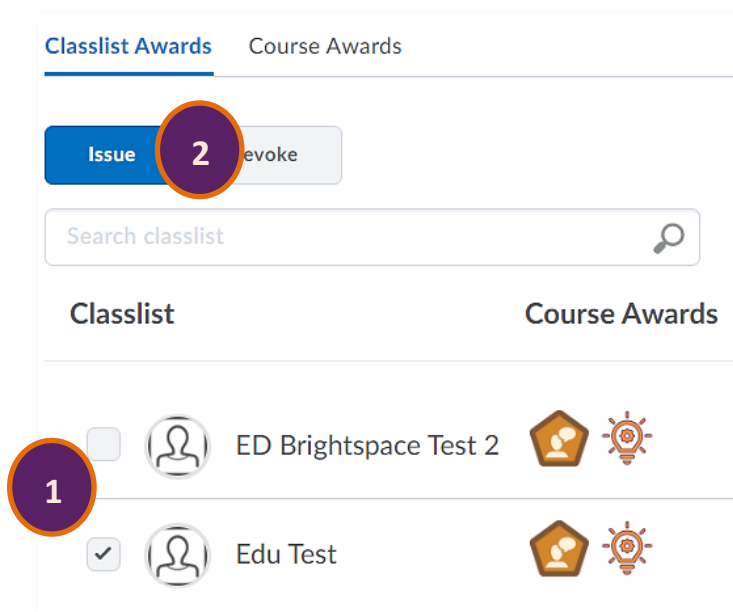 Classlist Awards Course Awards
Issue 2 evoke
Search classlist
Classlist Course Awards
ED Brightspace Test 2
1
Edu Test